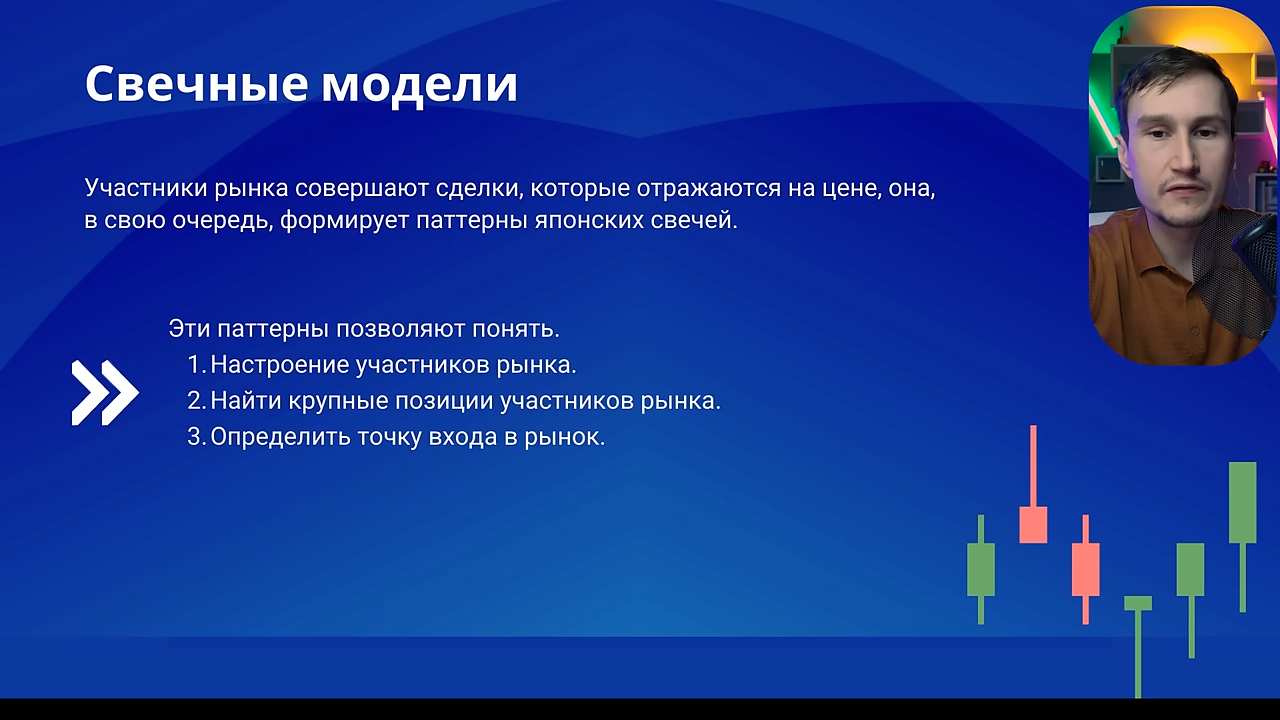 Свечные модели
Участники рынка совершают сделки, которые отражаются на цене, она,
в свою очередь, формирует паттерны японских свечей.
Эти паттерны позволяют понять.
1. Настроение участников рынка.
2. Найти крупные позиции участников рынка.
3. Определить точку входа в рынок.